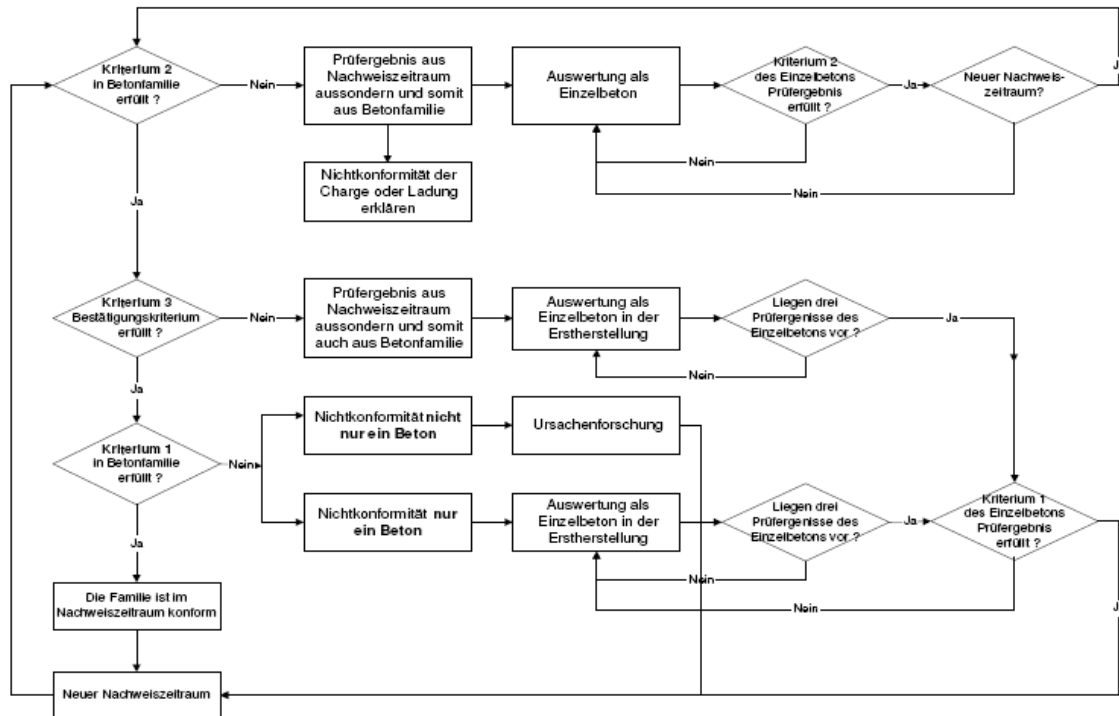 Kriterium 2
in Betonfamilie
erfüllt ?
Nein
Prüfergebnis aus
Nachweiszeitraum
aussondern und somit
aus Betonfamilie
Auswertung als
Einzelbeton
Kriterium 2
des Einzelbetons
Prüfergebnis
erfüllt ?
Ja
Neuer Nachweis-
zeitraum?
J
Nein
Nein
Nichtkonformität der
Charge oder Ladung
erklären
Ja
Kriterium 3
Bestätigungskriterium
erfüllt ?
Nein
Prüfergebnis aus
Nachweiszeitraum
aussondern und somit
auch aus Betonfamilie
Auswertung als
Einzelbeton in der
Erstherstellung
Liegen drei
Prüfergenisse des
Einzelbetons vor ?
Ja
Nein
Ja
Kriterium 1
in Betonfamilie
erfüllt ?
Nein
Nichtkonformität nicht
nur ein Beton
Ursachenforschung
Nichtkonformität nur
ein Beton
Auswertung als
Einzelbeton in der
Erstherstellung
Liegen drei
Prüfergenisse des
Einzelbetons vor ?
Ja
Kriterium 1
des Einzelbetons
Prüfergebnis
erfüllt ?
Nein
Nein
J
Ja
Die Familie ist im
Nachweiszeitraum konform
Neuer Nachweiszeitraum